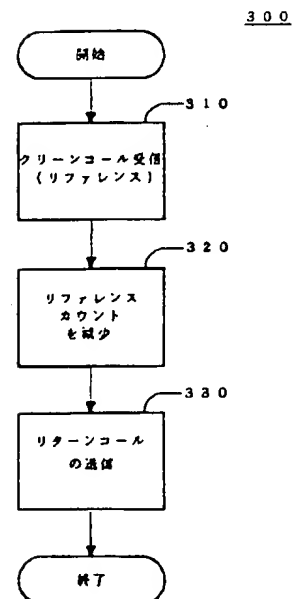 300
開始
310
クリーンコール受信
(リファレンス)
320
リファレンス
カウント
を減少
330
リターンコール
の送信
終了